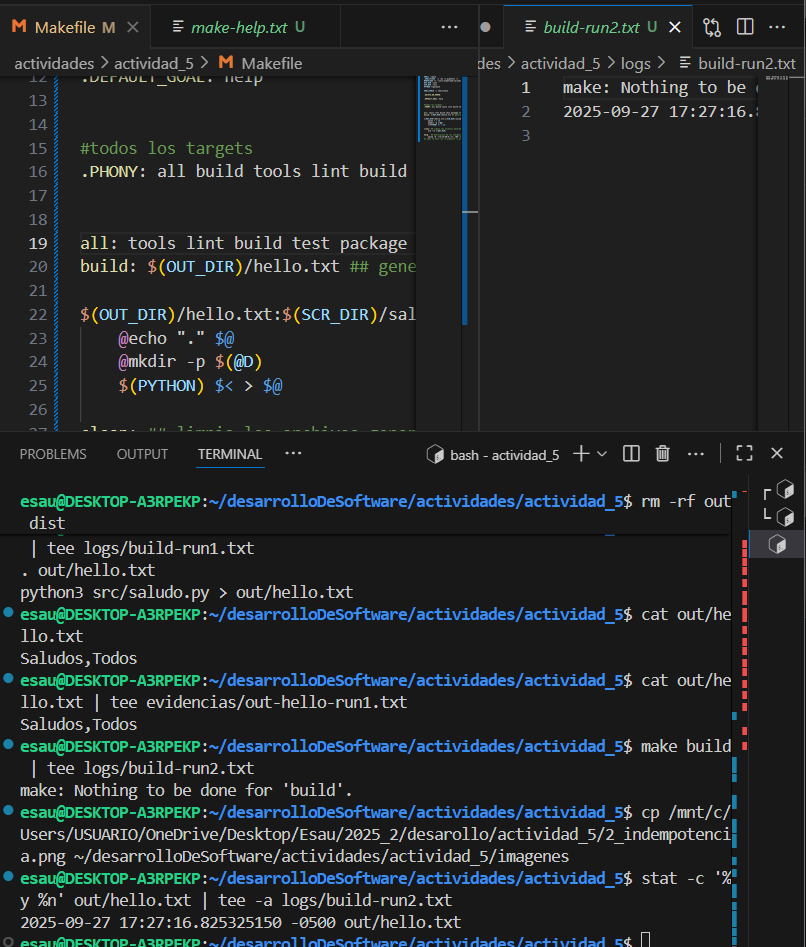 Makefile M
make-help.txt U
build-run2.txt U
actividades > actividad_5 > Makefile
des > actividad_5 > logs > build-run2.txt
12 .DEFAULT_GOAL: help
13
14
15 #todos los targets
16 .PHONY: all build tools lint build
17
18
19 all: tools lint build test package
20 build: $(OUT_DIR)/hello.txt ## gene
21
22 $(OUT_DIR)/hello.txt:$(SCR_DIR)/sal
23 @echo "." $@
24 @mkdir -p $(@D)
25 $(PYTHON) $< > $@
26
1 make: Nothing to be
2 2025-09-27 17:27:16.8
3
PROBLEMS OUTPUT TERMINAL ... bash - actividad_5
esau@DESKTOP-A3RPEKP:~/desarrolloDeSoftware/actividades/actividad_5$ rm -rf out
dist
| tee logs/build-run1.txt
. out/hello.txt
python3 src/saludo.py > out/hello.txt
esau@DESKTOP-A3RPEKP:~/desarrolloDeSoftware/actividades/actividad_5$ cat out/he
llo.txt
Saludos,Todos
esau@DESKTOP-A3RPEKP:~/desarrolloDeSoftware/actividades/actividad_5$ cat out/he
llo.txt | tee evidencias/out-hello-run1.txt
Saludos,Todos
esau@DESKTOP-A3RPEKP:~/desarrolloDeSoftware/actividades/actividad_5$ make build
| tee logs/build-run2.txt
make: Nothing to be done for 'build'.
esau@DESKTOP-A3RPEKP:~/desarrolloDeSoftware/actividades/actividad_5$ cp /mnt/c/
Users/USUARIO/OneDrive/Desktop/Esau/2025_2/desarollo/actividad_5/2_indempotenci
a.png ~/desarrolloDeSoftware/actividades/actividad_5/imagenes
esau@DESKTOP-A3RPEKP:~/desarrolloDeSoftware/actividades/actividad_5$ stat -c '%
y %n' out/hello.txt | tee -a logs/build-run2.txt
2025-09-27 17:27:16.825325150 -0500 out/hello.txt
esau@DESKTOP-A3RPEKP:~/desarrolloDeSoftware/actividades/actividad_5$